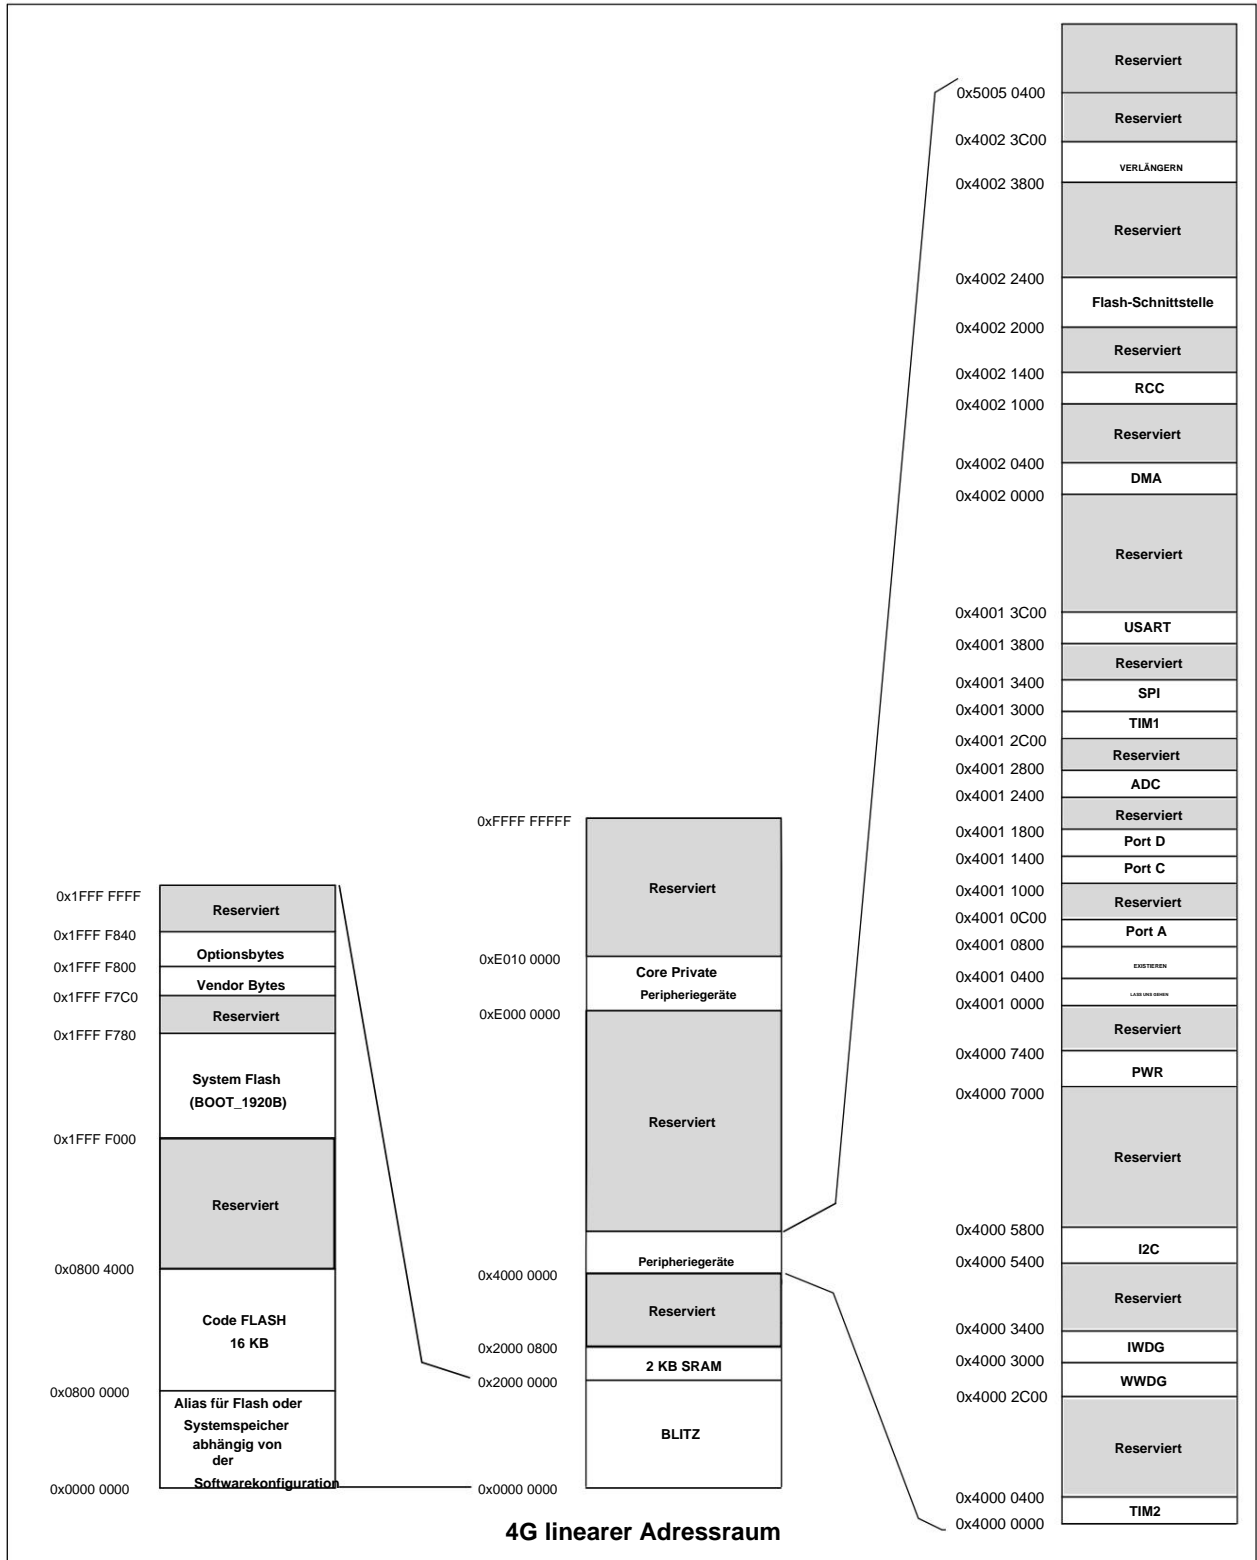 Reserviert
0x5005 0400
Reserviert
0x4002 3C00
VERLÄNGERN
0x4002 3800
Reserviert
0x4002 2400
Flash-Schnittstelle
0x4002 2000
Reserviert
0x4002 1400
RCC
0x4002 1000
Reserviert
0x4002 0400
DMA
0x4002 0000
Reserviert
0x4001 3C00
USART
0x4001 3800
Reserviert
0x4001 3400
SPI
0x4001 3000
TIM1
0x4001 2C00
Reserviert
0x4001 2800
ADC
0x4001 2400
Reserviert
0x4001 1800
Port D
0x4001 1400
Port C
0x4001 1000
Reserviert
0x4001 0C00
Port A
0x4001 0800
EXISTIEREN
0x4001 0400
LASS UNS GEHEN
0x4001 0000
Reserviert
0x4000 7400
PWR
0x4000 7000
Reserviert
0x4000 5800
I2C
0x4000 5400
Reserviert
0x4000 3400
IWDG
0x4000 3000
WWDG
0x4000 2C00
Reserviert
0x4000 0400
TIM2
0x4000 0000
0xFFFF FFFFF
Reserviert
0xE010 0000
Core Private
Peripheriegeräte
0xE000 0000
Reserviert
Peripheriegeräte
0x4000 0000
Reserviert
0x2000 0800
2 KB SRAM
0x2000 0000
BLITZ
0x0000 0000
0x1FFF FFFF
Reserviert
0x1FFF F840
Optionsbytes
0x1FFF F800
Vendor Bytes
0x1FFF F7C0
Reserviert
0x1FFF F780
System Flash
(BOOT_1920B)
0x1FFF F000
Reserviert
0x0800 4000
Code FLASH
16 KB
0x0800 0000
Alias für Flash oder
Systemspeicher
abhängig von
der
Softwarekonfiguration
0x0000 0000
4G linearer Adressraum